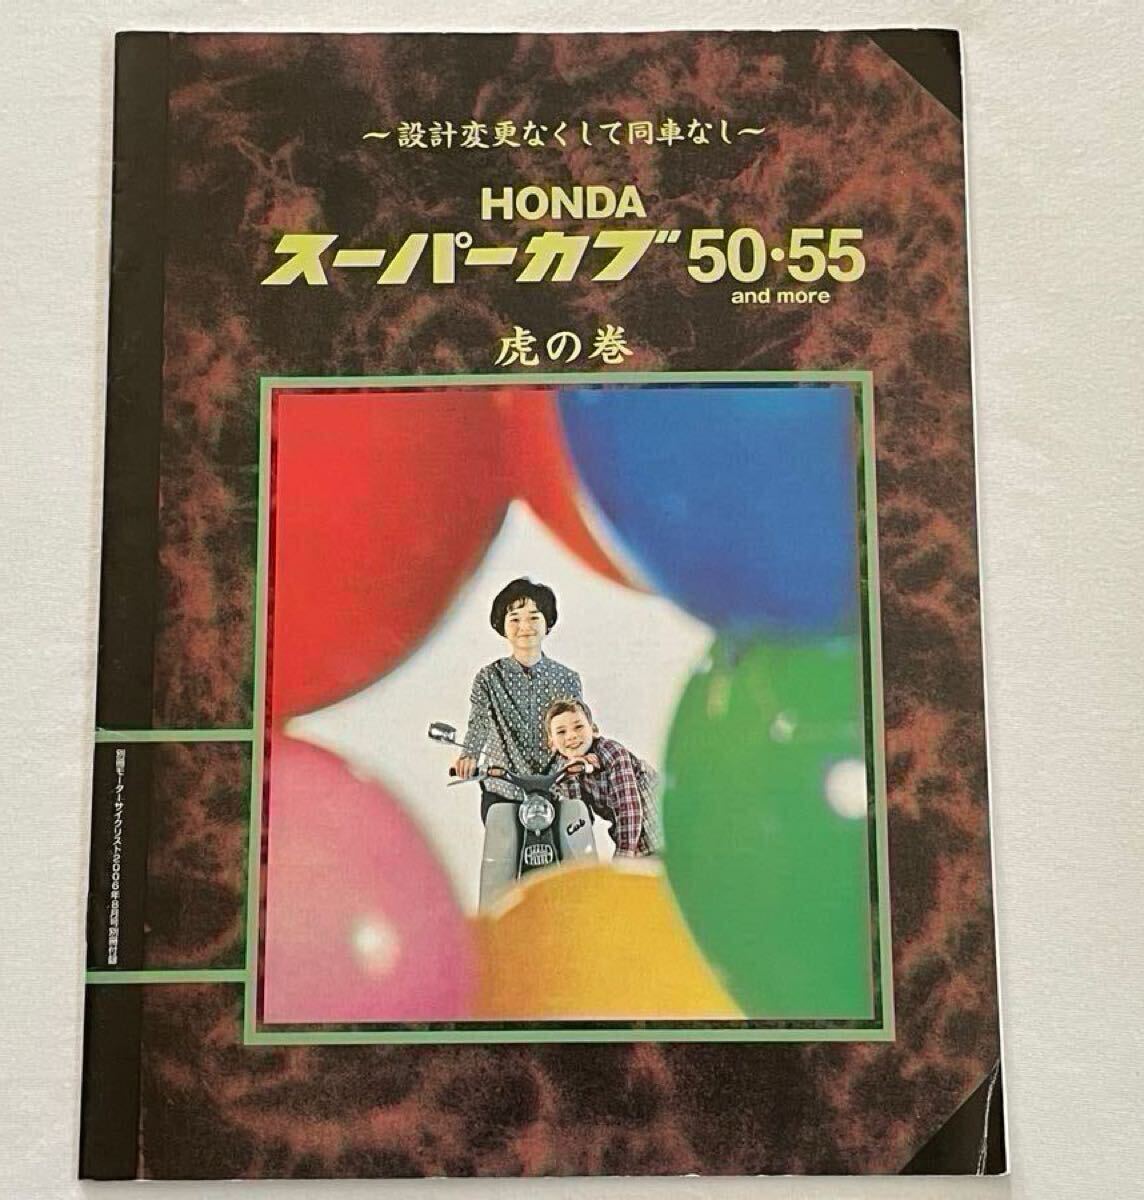 ～設計変更なくして同車なし～
HONDA
スーパーカブ 50・55
and more
虎の巻
Cub
別冊モーターサイクリスト2006年8月号別冊付録